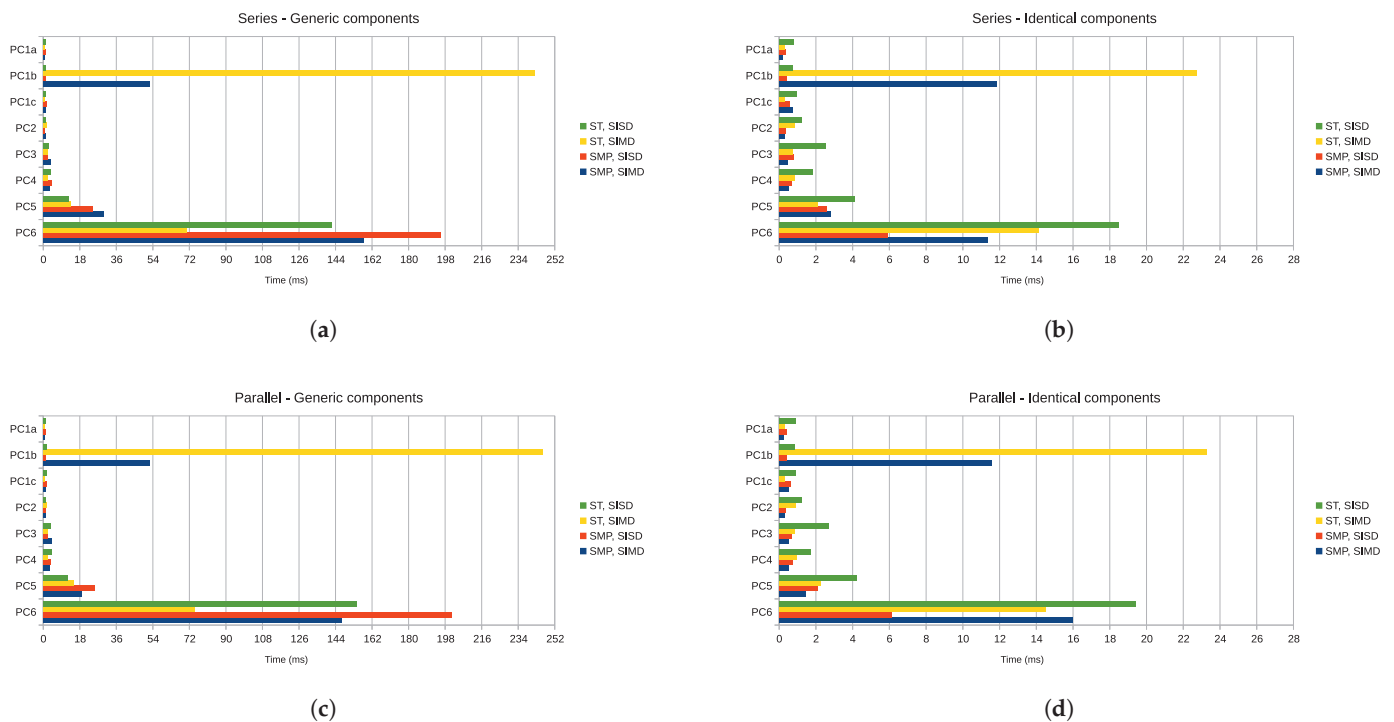 Series - Generic components
PC1a
PC1b
PC1c
PC2
PC3
PC4
PC5
PC6
0 18 36 54 72 90 108 126 144 162 180 198 216 234 252
Time (ms)
ST, SISD
ST, SIMD
SMP, SISD
SMP, SIMD
(a)
Series - Identical components
PC1a
PC1b
PC1c
PC2
PC3
PC4
PC5
PC6
0 2 4 6 8 10 12 14 16 18 20 22 24 26 28
Time (ms)
ST, SISD
ST, SIMD
SMP, SISD
SMP, SIMD
(b)
Parallel - Generic components
PC1a
PC1b
PC1c
PC2
PC3
PC4
PC5
PC6
0 18 36 54 72 90 108 126 144 162 180 198 216 234 252
Time (ms)
ST, SISD
ST, SIMD
SMP, SISD
SMP, SIMD
(c)
Parallel - Identical components
PC1a
PC1b
PC1c
PC2
PC3
PC4
PC5
PC6
0 2 4 6 8 10 12 14 16 18 20 22 24 26 28
Time (ms)
ST, SISD
ST, SIMD
SMP, SISD
SMP, SIMD
(d)